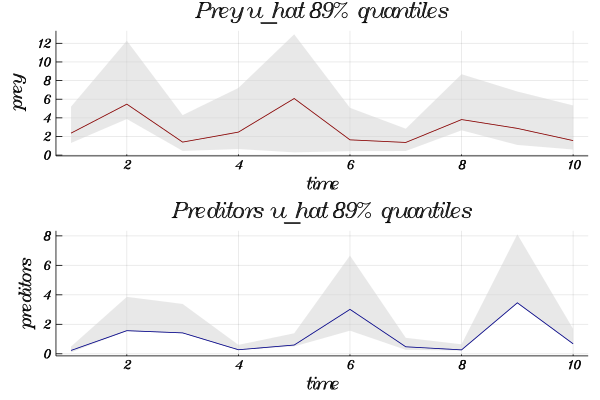 Prey u_hat 89% quantiles
12
10
8
6
4
2
0
prey
2 4 6 8 10
time
Preditors u_hat 89% quantiles
8
6
4
2
0
preditors
2 4 6 8 10
time